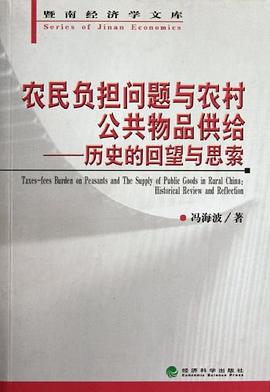 暨南经济学文库
Series of Jinan Economics
农民负担问题与农村
公共物品供给
——历史的回望与思索
Taxes-fees Burden on Peasants and The Supply of Public Goods in Rural China:
Historical Review and Reflection
冯海波/著
经济科学出版社
Economic Science Press